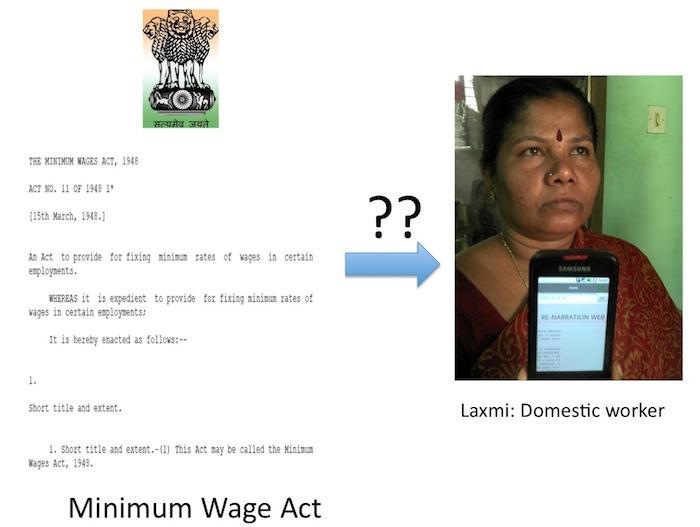 सत्यमेव जयते
THE MINIMUM WAGES ACT, 1948
ACT NO. 11 OF 1948 1*
[15th March, 1948.]
An Act to provide for fixing minimum rates of wages in certain
employments.
WHEREAS it is expedient to provide for fixing minimum rates of
wages in certain employments;
It is hereby enacted as follows:--
1.
Short title and extent.
1. Short title and extent.-(1) This Act may be called the Minimum
Wages Act, 1948.
Minimum Wage Act
??
SAMSUNG
RE-NARRATION WEB
Laxmi: Domestic worker